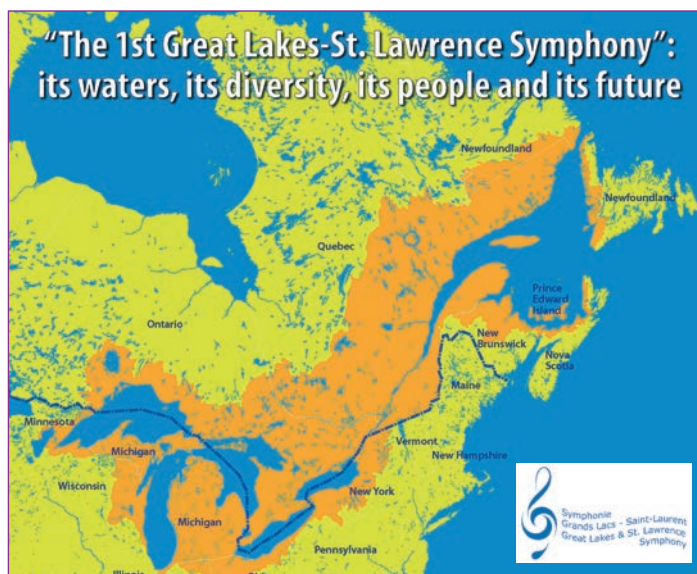 “The 1st Great Lakes-St. Lawrence Symphony”:
its waters, its diversity, its people and its future
Newfoundland
Newfoundland
Quebec
Prince
Edward
Island
Ontario
New
Brunswick
Nova
Scotia
Maine
Minnesota
Michigan
Vermont
New Hampshire
Wisconsin
New York
Michigan
Pennsylvania
Symphonie
Grands Lacs - Saint-Laurent
Great Lakes & St. Lawrence
Symphony